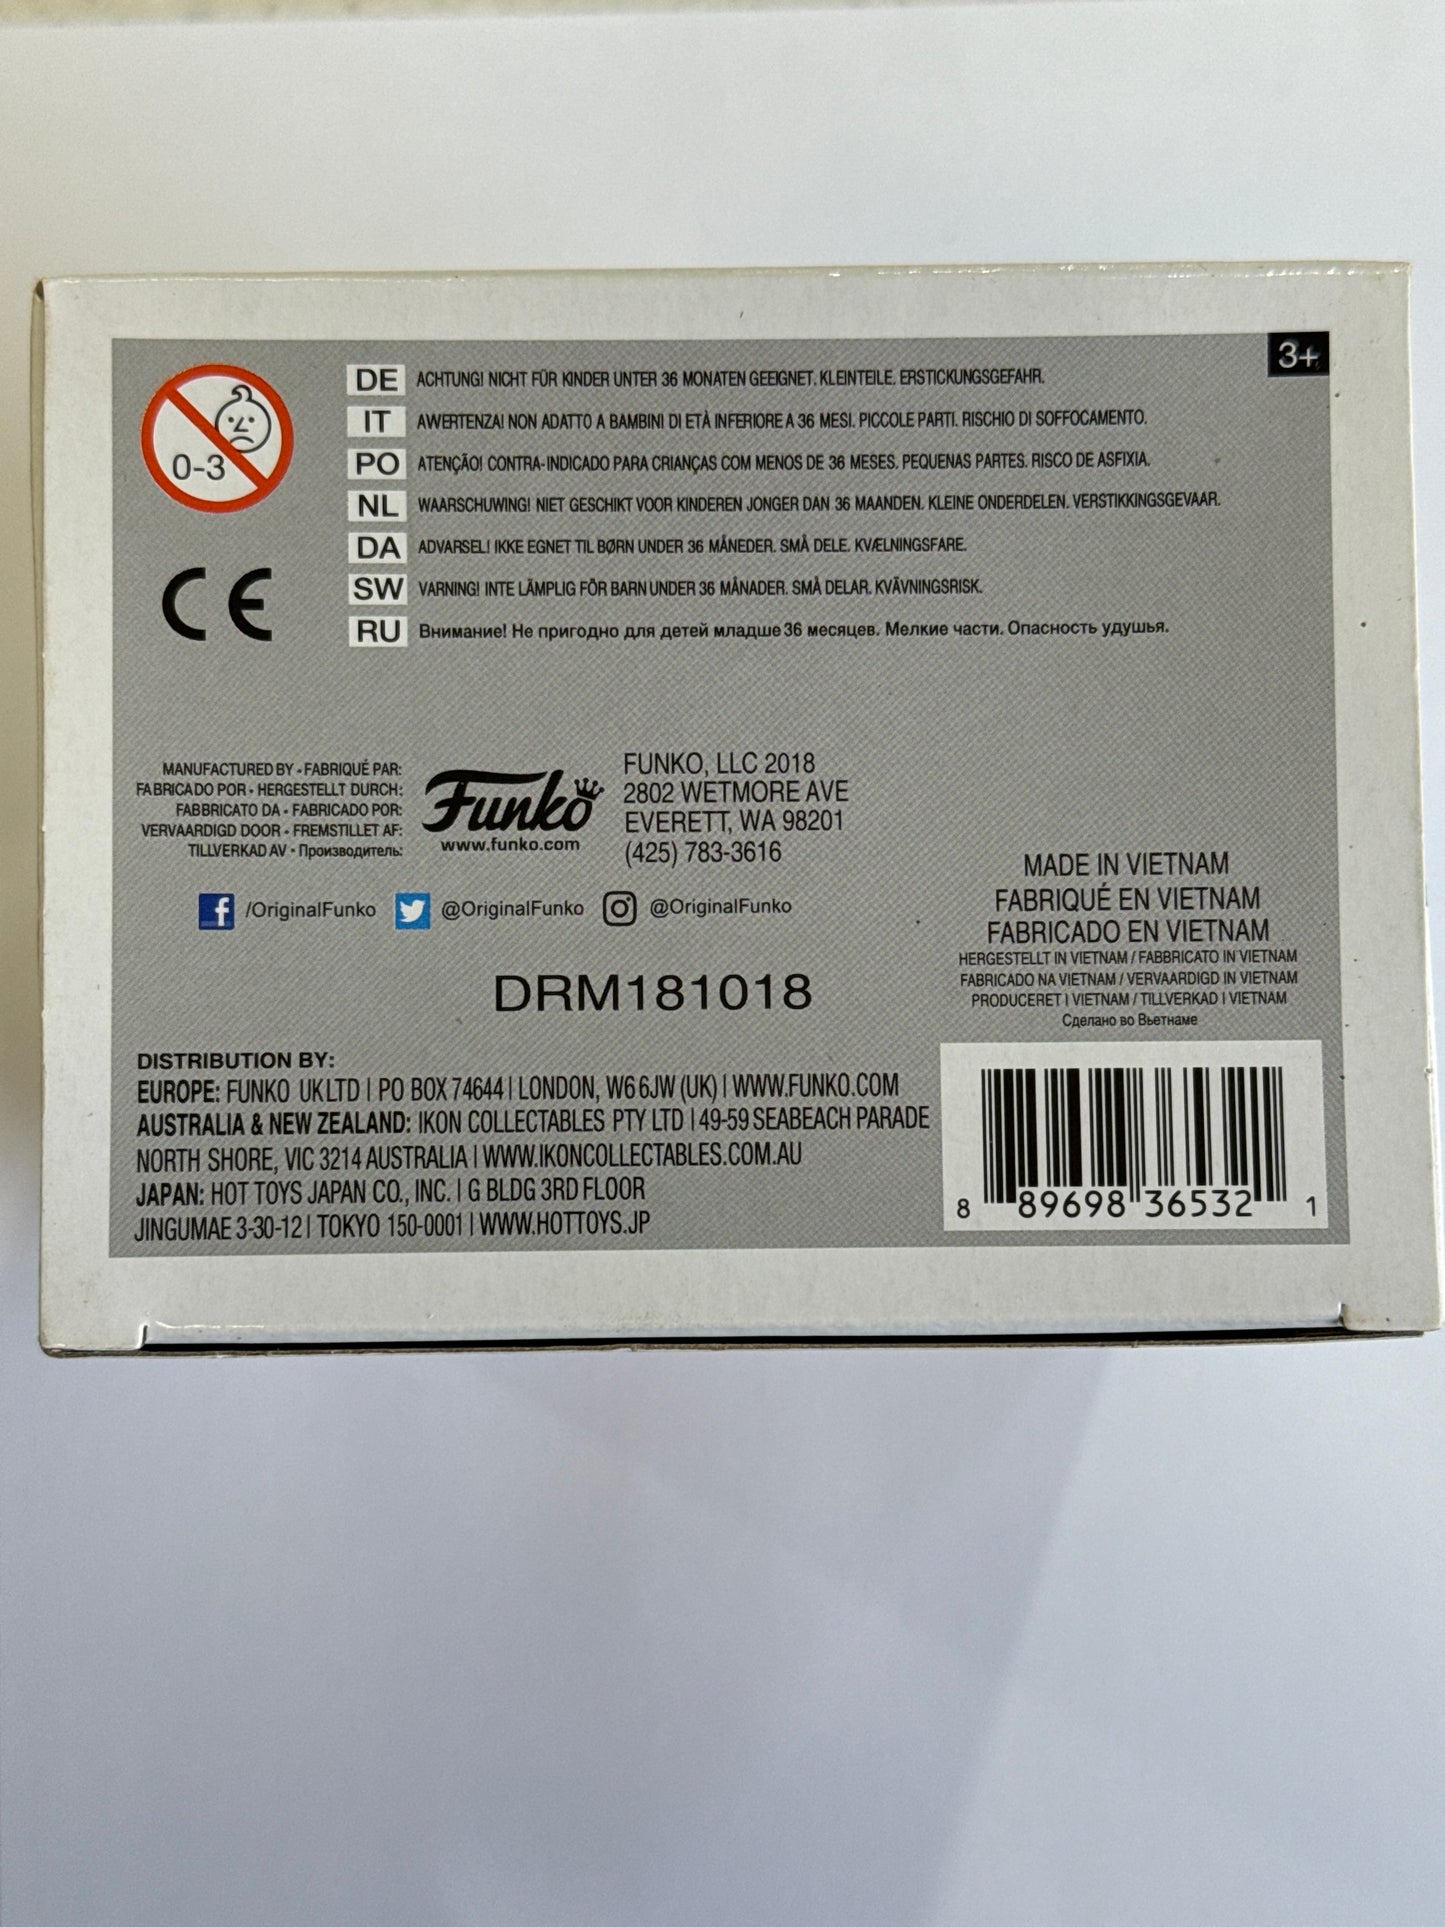 3+
0-3
DE ACHTUNG! NICHT FÜR KINDER UNTER 36 MONATEN GEEIGNET. KLEINTEILE. ERSTICKUNGSGEFAHR.
IT AWERTENZA! NON ADATTO A BAMBINI DI ETÀ INFERIORE A 36 MESI. PICCOLE PARTI. RISCHIO DI SOFFOCAMENTO.
PO ATENÇÃO! CONTRA-INDICADO PARA CRIANÇAS COM MENOS DE 36 MESES. PEQUENAS PARTES. RISCO DE ASFIXIA.
NL WAARSCHUWING! NIET GESCHIKT VOOR KINDEREN JONGER DAN 36 MAANDEN. KLEINE ONDERDELEN. VERSTIKKINGSGEVAAR.
DA ADVARSEL! IKKE EGNET TIL BØRN UNDER 36 MÅNEDER. SMÅ DELE. KVÆLNINGSFARE.
SW VARNING! INTE LÄMPLIG FÖR BARN UNDER 36 MÅNADER. SMÅ DELAR. KVÄVNINGSRISK.
RU Внимание! Не пригодно для детей младше 36 месяцев. Мелкие части. Опасность удушья.
CE
MANUFACTURED BY • FABRIQUÉ PAR:
FABRICADO POR • HERGESTELLT DURCH:
FABBRICATO DA • FABRICADO POR:
VERVAARDIGD DOOR • FREMSTILLET AF:
TILLVERKAD AV • Производитель:
Funko
www.funko.com
FUNKO, LLC 2018
2802 WETMORE AVE
EVERETT, WA 98201
(425) 783-3616
/OriginalFunko @OriginalFunko @OriginalFunko
DRM181018
MADE IN VIETNAM
FABRIQUÉ EN VIETNAM
FABRICADO EN VIETNAM
HERGESTELLT IN VIETNAM / FABBRICATO IN VIETNAM
FABRICADO NA VIETNAM / VERVAARDIGD IN VIETNAM
PRODUCERET I VIETNAM / TILLVERKAD I VIETNAM
Сделано во Вьетнаме
DISTRIBUTION BY:
EUROPE: FUNKO UK LTD | PO BOX 74644 | LONDON, W6 6JW (UK) | WWW.FUNKO.COM
AUSTRALIA & NEW ZEALAND: IKON COLLECTABLES PTY LTD | 49-59 SEABEACH PARADE
NORTH SHORE, VIC 3214 AUSTRALIA | WWW.IKONCOLLECTABLES.COM.AU
JAPAN: HOT TOYS JAPAN CO., INC. | G BLDG 3RD FLOOR
JINGUMAE 3-30-12 | TOKYO 150-0001 | WWW.HOTTOYS.JP
8 89698 36532 1